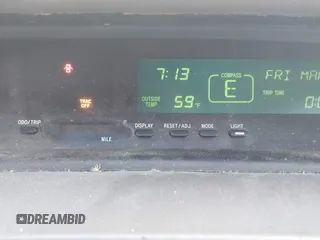 7:13
COMPASS
FRI MA
TRAC
OFF
OUTSIDE
TEMP
59°F
E
TRIP TIME
ODO/TRIP
MILE
DISPLAY
RESET/ADJ
MODE
LIGHT
DREAMBID